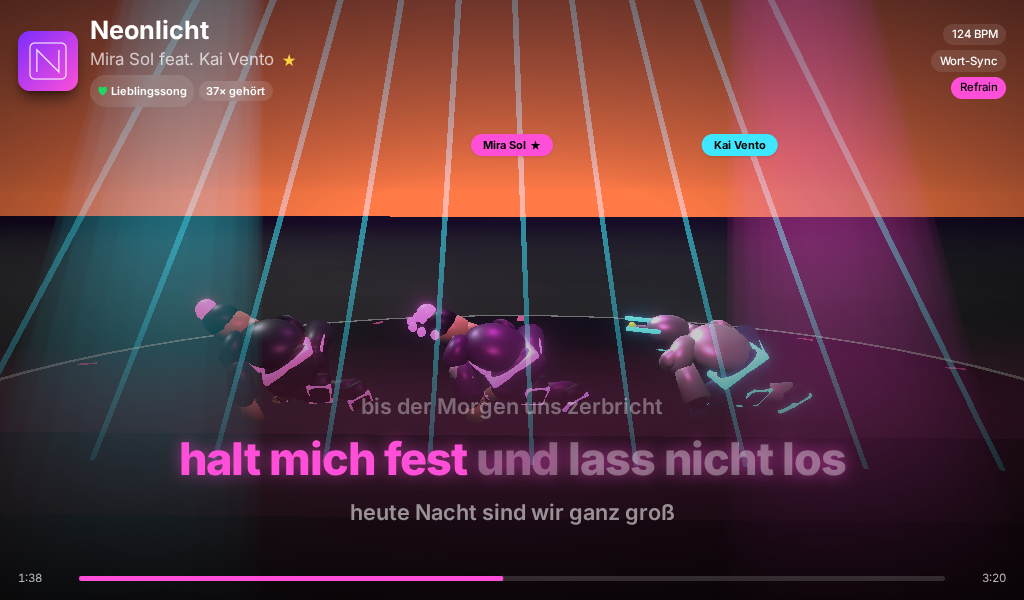 Neonlicht
Mira Sol feat. Kai Vento ★
Lieblingssong
37× gehört
124 BPM
Wort-Sync
Refrain
N
Mira Sol ★
Kai Vento
bis der Morgen uns zerbricht
halt mich fest und lass nicht los
heute Nacht sind wir ganz groß
1:38
3:20